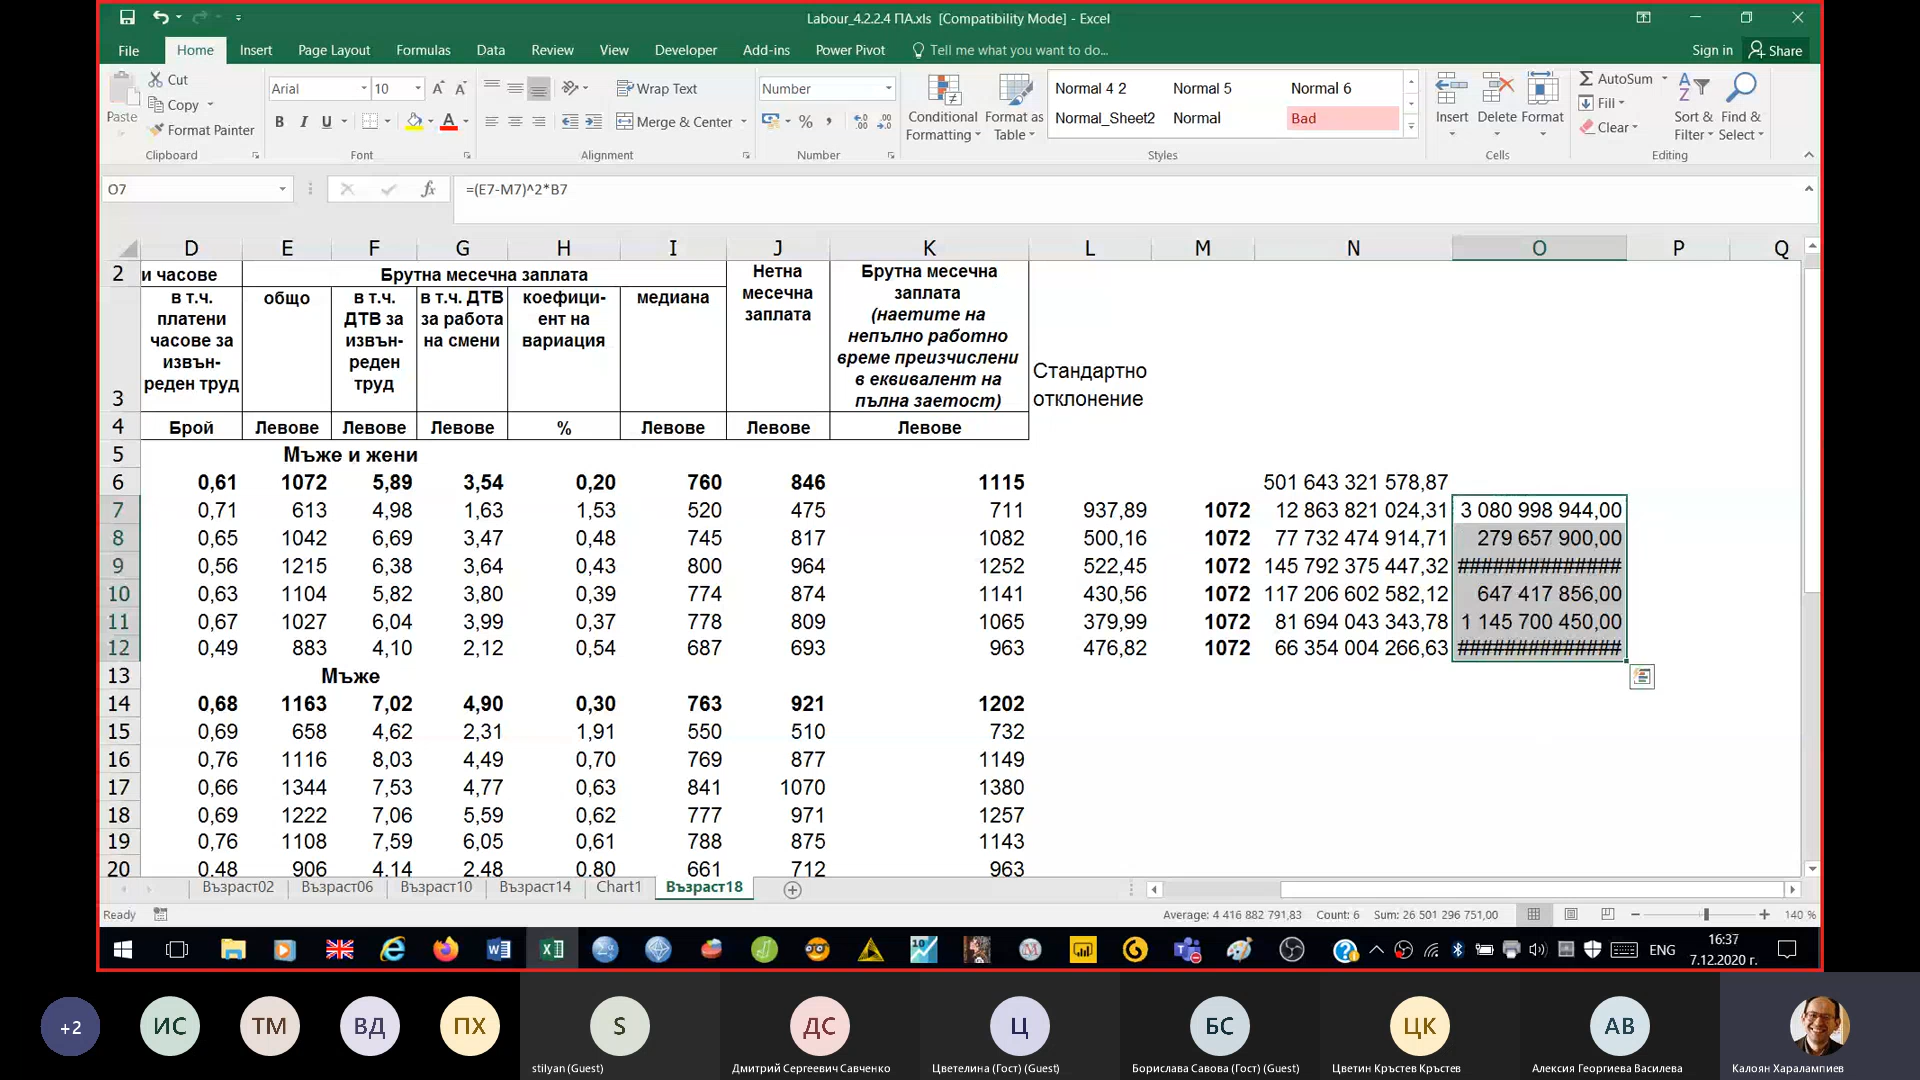 Labour_4.2.2.4 ПА.xls [Compatibility Mode] - Excel
File Home Insert Page Layout Formulas Data Review View Developer Add-ins Power Pivot Tell me what you want to do... Sign in Share
Paste Cut Copy Format Painter Clipboard
Arial 10 B I U Font
Wrap Text Merge & Center Alignment
Number % Number
Conditional Formatting Format as Table
Normal 4 2 Normal 5 Normal 6
Normal_Sheet2 Normal Bad
Styles
Insert Delete Format Cells
AutoSum Fill Clear Sort & Filter Find & Select Editing
O7 fx =(E7-M7)^2*B7
D E F G H I J K L M N O P Q
2 и часове Брутна месечна заплата Нетна месечна заплата Брутна месечна заплата (наетите на непълно работно време преизчислени в еквивалент на пълна заетост)
3 в т.ч. платени часове за извън-реден труд общо в т.ч. ДТВ за извън-реден труд в т.ч. ДТВ за работа на смени коефици-ент на вариация медиана Стандартно отклонение
4 Брой Левове Левове Левове % Левове Левове Левове
5 Мъже и жени
6 0,61 1072 5,89 3,54 0,20 760 846 1115 501 643 321 578,87
7 0,71 613 4,98 1,63 1,53 520 475 711 937,89 1072 12 863 821 024,31 3 080 998 944,00
8 0,65 1042 6,69 3,47 0,48 745 817 1082 500,16 1072 77 732 474 914,71 279 657 900,00
9 0,56 1215 6,38 3,64 0,43 800 964 1252 522,45 1072 145 792 375 447,32 ##############
10 0,63 1104 5,82 3,80 0,39 774 874 1141 430,56 1072 117 206 602 582,12 647 417 856,00
11 0,67 1027 6,04 3,99 0,37 778 809 1065 379,99 1072 81 694 043 343,78 1 145 700 450,00
12 0,49 883 4,10 2,12 0,54 687 693 963 476,82 1072 66 354 004 266,63 ##############
13 Мъже
14 0,68 1163 7,02 4,90 0,30 763 921 1202
15 0,69 658 4,62 2,31 1,91 550 510 732
16 0,76 1116 8,03 4,49 0,70 769 877 1149
17 0,66 1344 7,53 4,77 0,63 841 1070 1380
18 0,69 1222 7,06 5,59 0,62 777 971 1257
19 0,76 1108 7,59 6,05 0,61 788 875 1143
20 0,48 906 4,14 2,48 0,80 661 712 963
Възраст02 Възраст06 Възраст10 Възраст14 Chart1 Възраст18
Ready Average: 4 416 882 791,83 Count: 6 Sum: 26 501 296 751,00 140 %
ENG 16:37
7.12.2020 г.
+2 ИС ТМ ВД ПХ S ДС Ц БС ЦК АВ
stilyan (Guest) Дмитрий Сергеевич Савченко Цветелина (Гост) (Guest) Борислава Савова (Гост) (Guest) Цветин Кръстев Кръстев Алексия Георгиева Василева Калоян Харалампиев